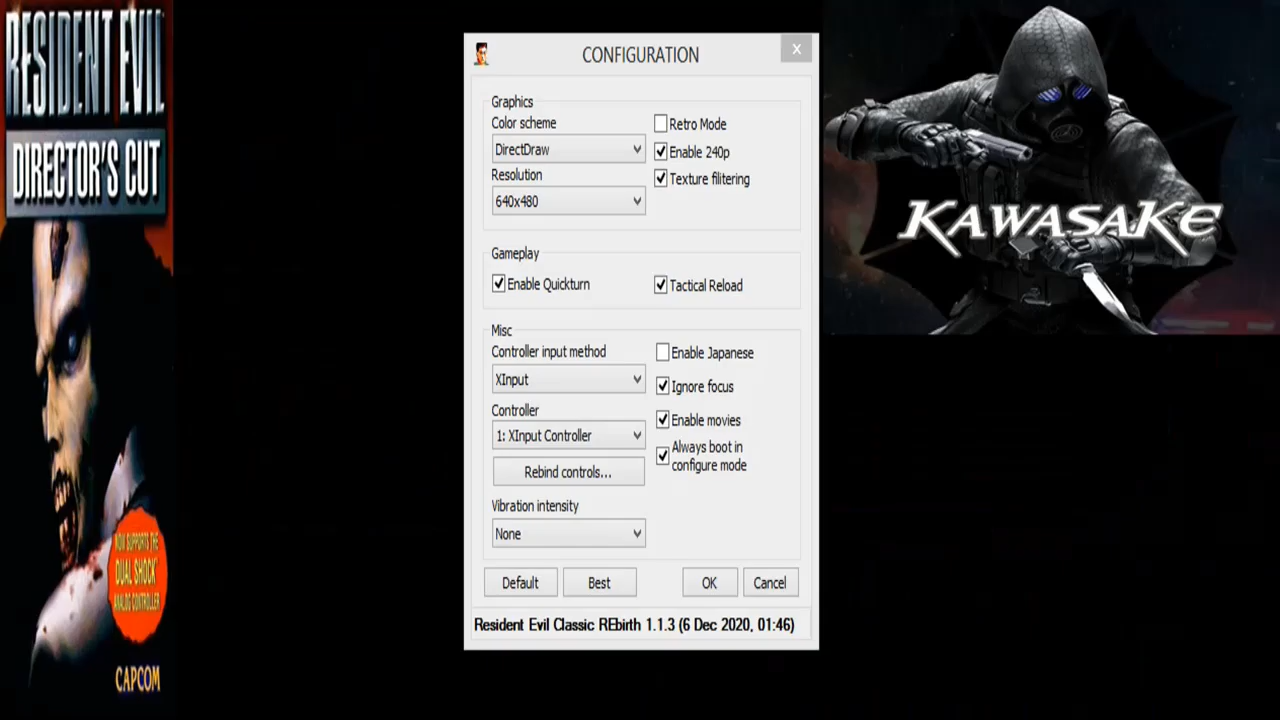 RESIDENT EVIL
DIRECTOR'S CUT
NOW SUPPORTS THE
DUAL SHOCK
ANALOG CONTROLLER
CAPCOM
CONFIGURATION
x
Graphics
Color scheme
DirectDraw
Resolution
640x480
Retro Mode
Enable 240p
Texture filitering
Gameplay
Enable Quickturn
Tactical Reload
Misc
Controller input method
XInput
Controller
1: XInput Controller
Rebind controls...
Vibration intensity
None
Enable Japanese
Ignore focus
Enable movies
Always boot in
configure mode
Default
Best
OK
Cancel
Resident Evil Classic REbirth 1.1.3 (6 Dec 2020, 01:46)
KAWASAKE